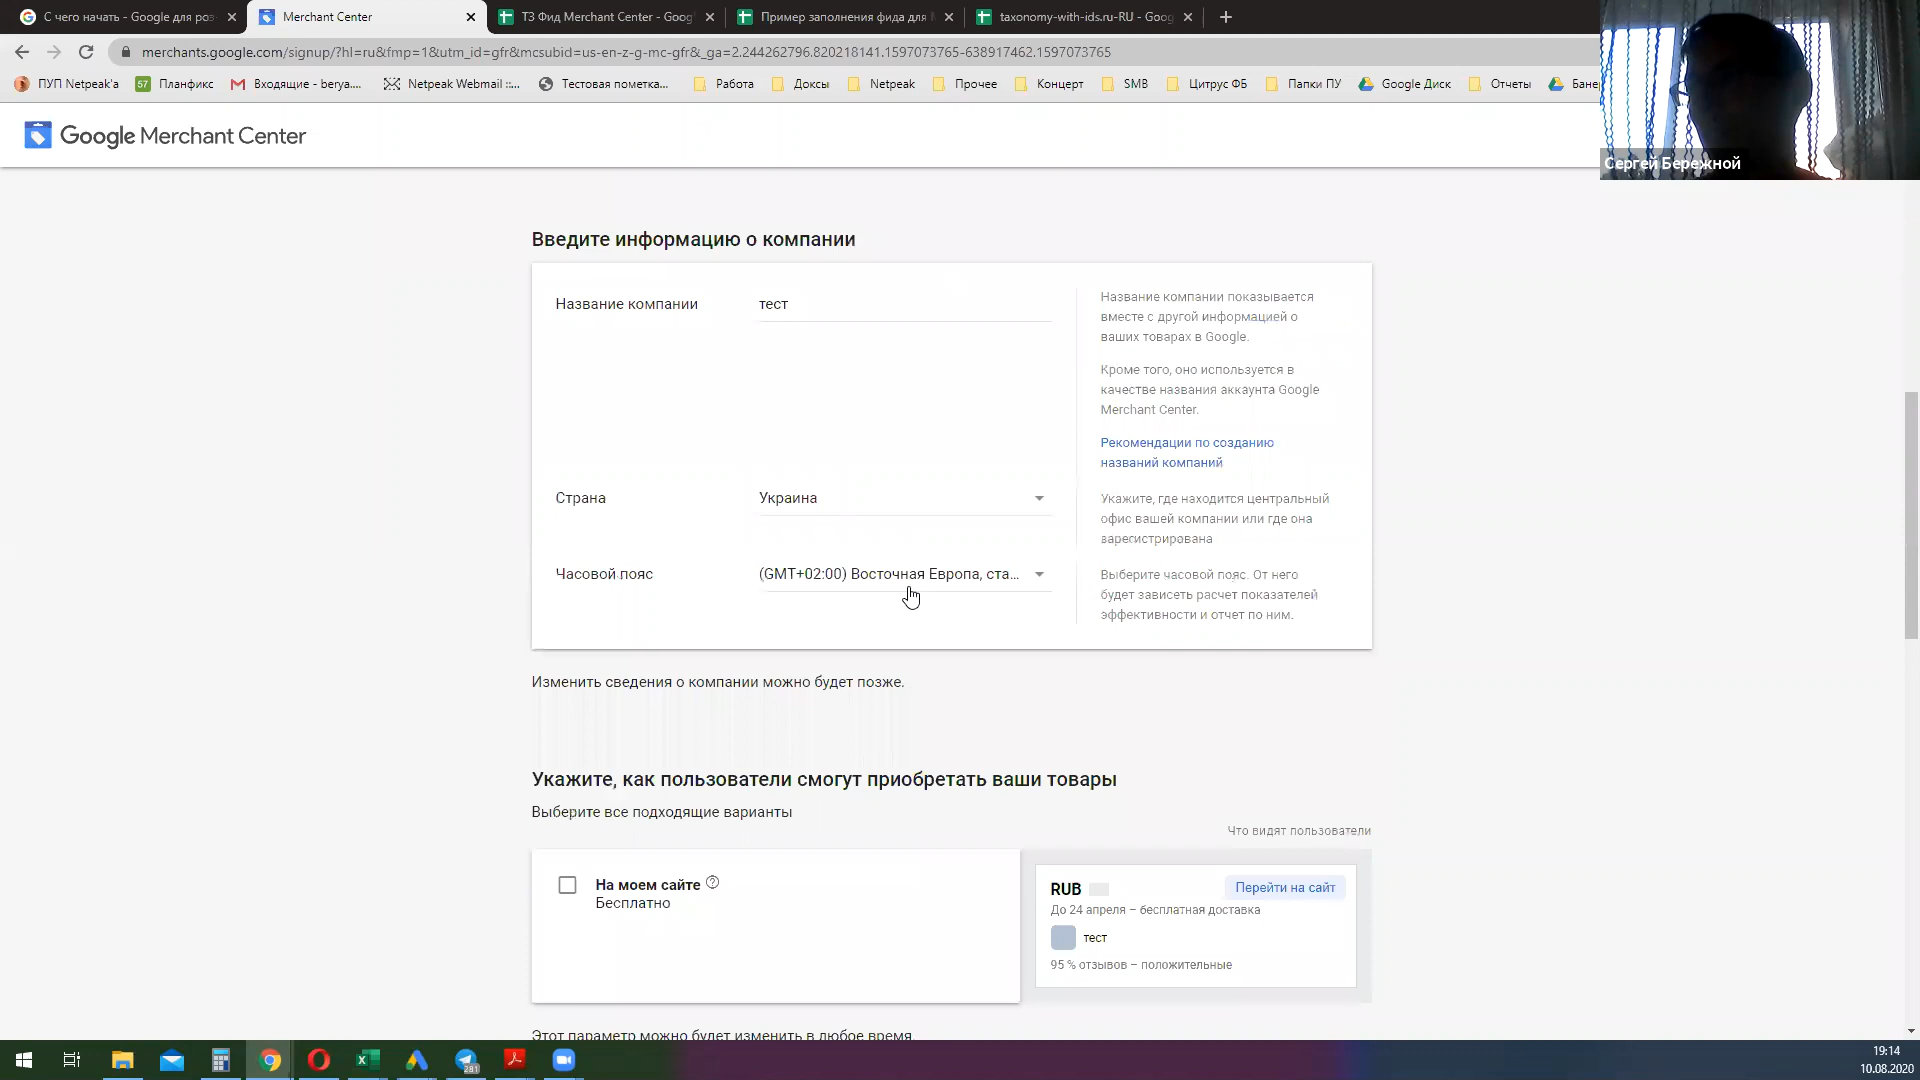 С чего начать - Google для роз
Merchant Center
ТЗ Фид Merchant Center - Goog
Пример заполнения фида для
taxonomy-with-ids.ru-RU - Goog
merchants.google.com/signup/?hl=ru&fmp=1&utm_id=gfr&mcsubid=us-en-z-g-mc-gfr&_ga=2.244262796.820218141.1597073765-638917462.1597073765
ПУП Netpeak'а
57
Планфикс
Входящие - berya...
Netpeak Webmail ::...
Тестовая пометка...
Работа
Доксы
Netpeak
Прочее
Концерт
SMB
Цитрус ФБ
Папки ПУ
Google Диск
Отчеты
Банер
Сергей Бережной
Google Merchant Center
Введите информацию о компании
Название компании
тест
Название компании показывается
вместе с другой информацией о
ваших товарах в Google.
Кроме того, оно используется в
качестве названия аккаунта Google
Merchant Center.
Рекомендации по созданию
названий компаний
Страна
Украина
Укажите, где находится центральный
офис вашей компании или где она
зарегистрирована
Часовой пояс
(GMT+02:00) Восточная Европа, ста...
Выберите часовой пояс. От него
будет зависеть расчет показателей
эффективности и отчет по ним.
Изменить сведения о компании можно будет позже.
Укажите, как пользователи смогут приобретать ваши товары
Выберите все подходящие варианты
Что видят пользователи
На моем сайте
Бесплатно
RUB
Перейти на сайт
До 24 апреля – бесплатная доставка
тест
95 % отзывов – положительные
Этот параметр можно будет изменить в любое время.
281
19:14
10.08.2020